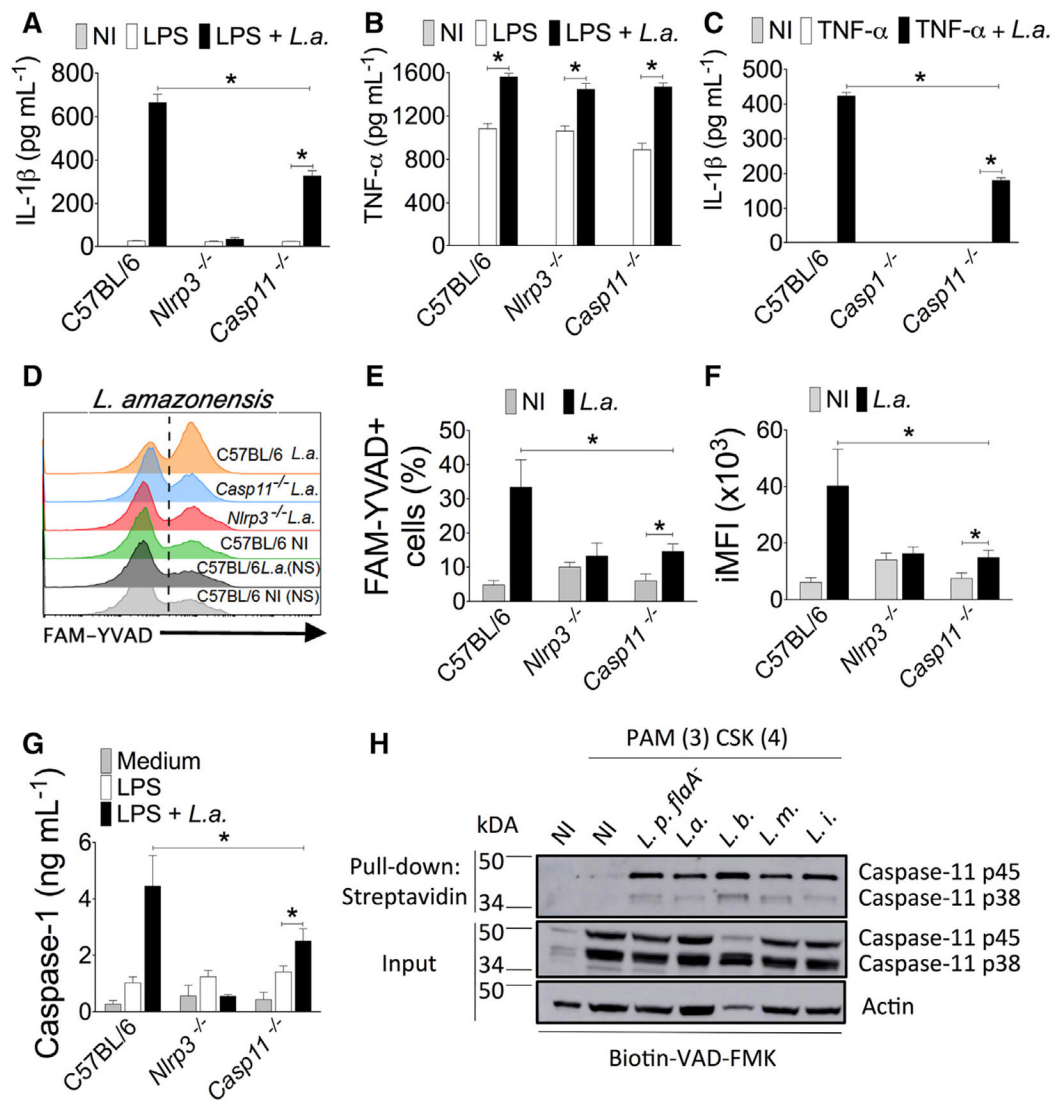 A
NI LPS LPS + L.a.
IL-1β (pg mL-1)
800
600
400
200
0
*
*
C57BL/6
Nlrp3 -/-
Casp11 -/-
B
NI LPS LPS + L.a.
TNF-α (pg mL-1)
1600
1200
800
400
0
*
*
*
C57BL/6
Nlrp3 -/-
Casp11 -/-
C
NI TNF-α TNF-α + L.a.
IL-1β (pg mL-1)
500
400
300
200
100
0
*
*
C57BL/6
Casp1 -/-
Casp11 -/-
D
L. amazonensis
C57BL/6 L.a.
Casp11-/- L.a.
Nlrp3-/- L.a.
C57BL/6 NI
C57BL/6 L.a.(NS)
C57BL/6 NI (NS)
FAM–YVAD
E
NI L.a.
FAM-YVAD+
cells (%)
50
40
30
20
10
0
*
*
C57BL/6
Nlrp3 -/-
Casp11 -/-
F
NI L.a.
iMFI (x103)
60
40
20
0
*
*
C57BL/6
Nlrp3 -/-
Casp11 -/-
G
Medium
LPS
LPS + L.a.
Caspase-1 (ng mL-1)
6
4
2
0
*
*
C57BL/6
Nlrp3 -/-
Casp11 -/-
H
PAM (3) CSK (4)
kDA
NI
NI
L. p. flaA-
L.a.
L. b.
L. m.
L. i.
Pull-down:
Streptavidin
50
34
Caspase-11 p45
Caspase-11 p38
Input
50
34
Caspase-11 p45
Caspase-11 p38
50
Actin
Biotin-VAD-FMK